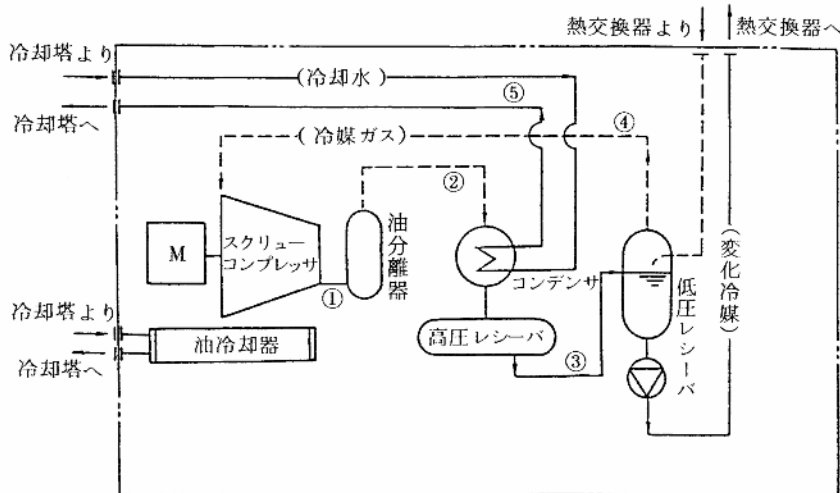 熱交換器より
熱交換器へ
冷却塔より
(冷却水)
⑤
冷却塔へ
(冷媒ガス)
④
②
M
スクリュー
コンプレッサ
油分離器
コンデンサ
①
(変化冷媒)
低圧レシーバ
冷却塔より
油冷却器
高圧レシーバ
③
冷却塔へ